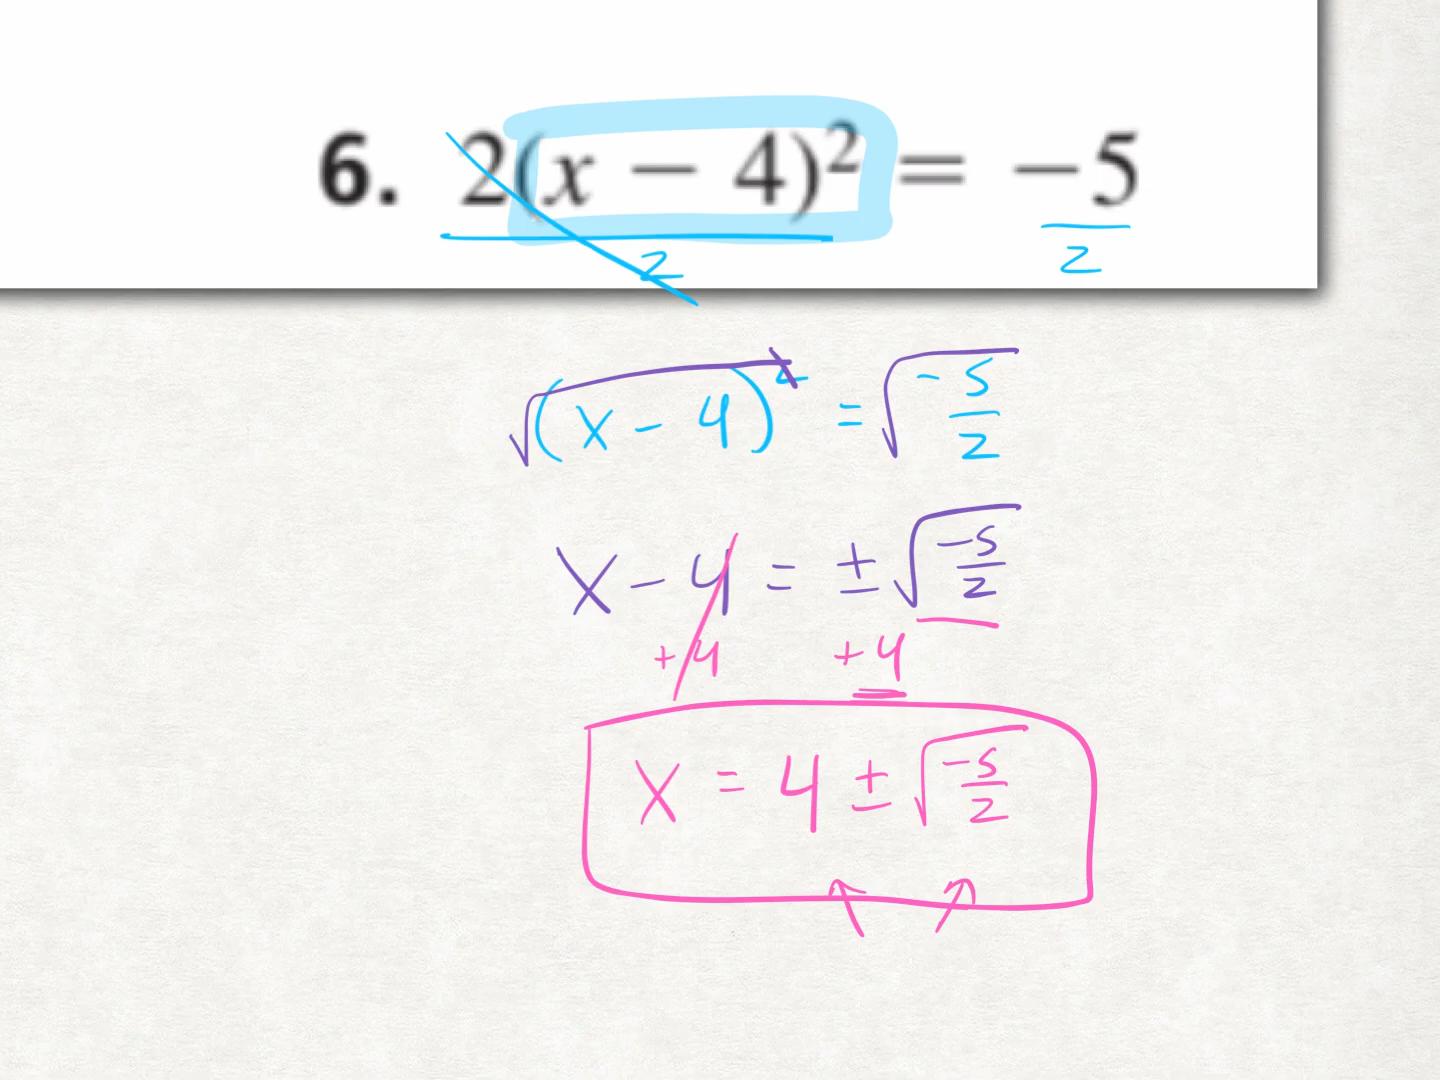 6. 2(x − 4)² = −5
2 2
√(x - 4)² = √-5/2
x - 4 = ±√-5/2
+4 +4
x = 4 ± √-5/2